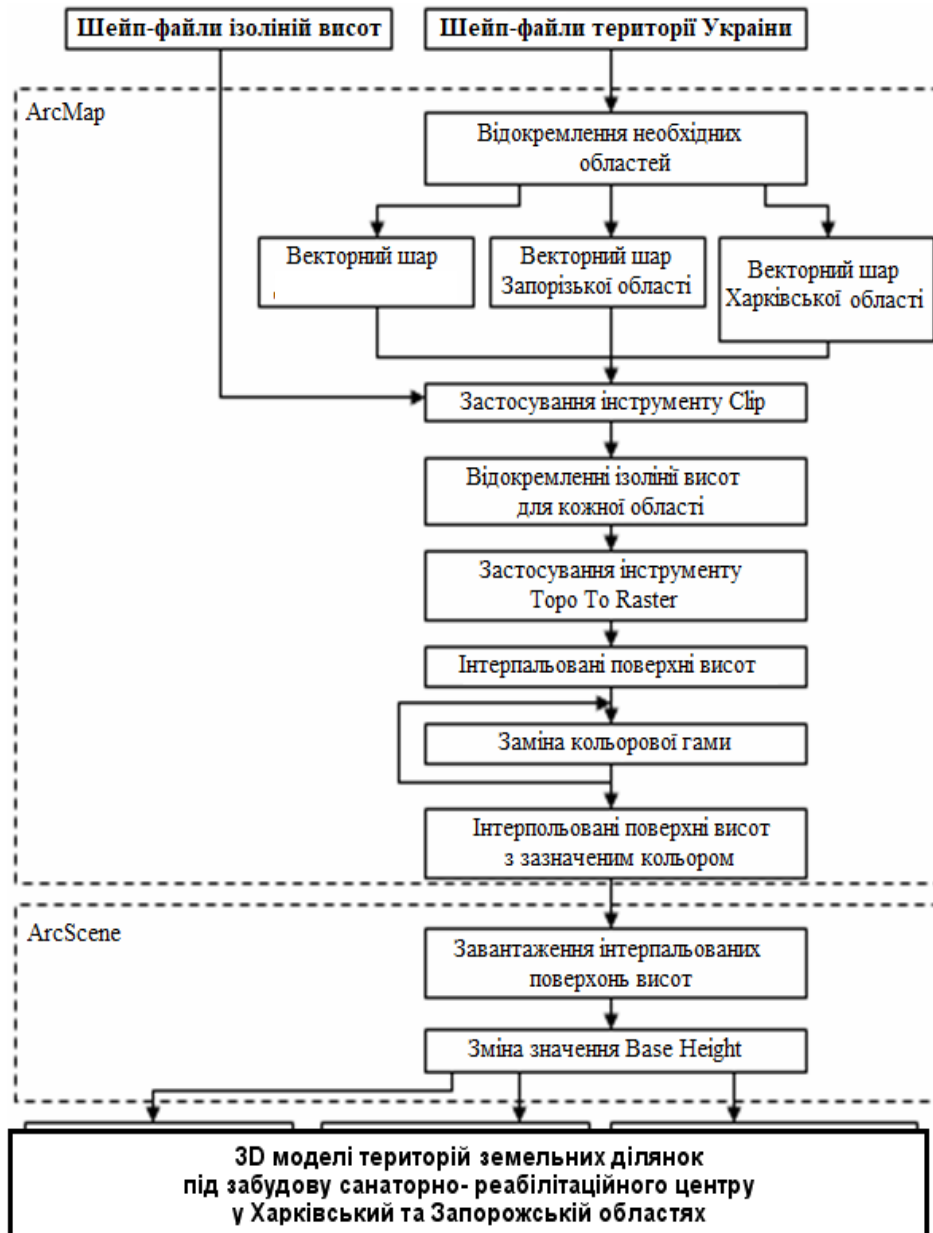 Шейп-файли ізоліній висот
Шейп-файли території України
ArcMap
Відокремлення необхідних
областей
Векторний шар
Векторний шар
Запорізької області
Векторний шар
Харківської області
Застосування інструменту Clip
Відокремленні ізолінії висот
для кожної області
Застосування інструменту
Topo To Raster
Інтерпальовані поверхні висот
Заміна кольорової гами
Інтерпольовані поверхні висот
з зазначеним кольором
ArcScene
Завантаження інтерпальованих
поверхонь висот
Зміна значення Base Height
3D моделі територій земельних ділянок
під забудову санаторно- реабілітаційного центру
у Харківський та Запорожській областях